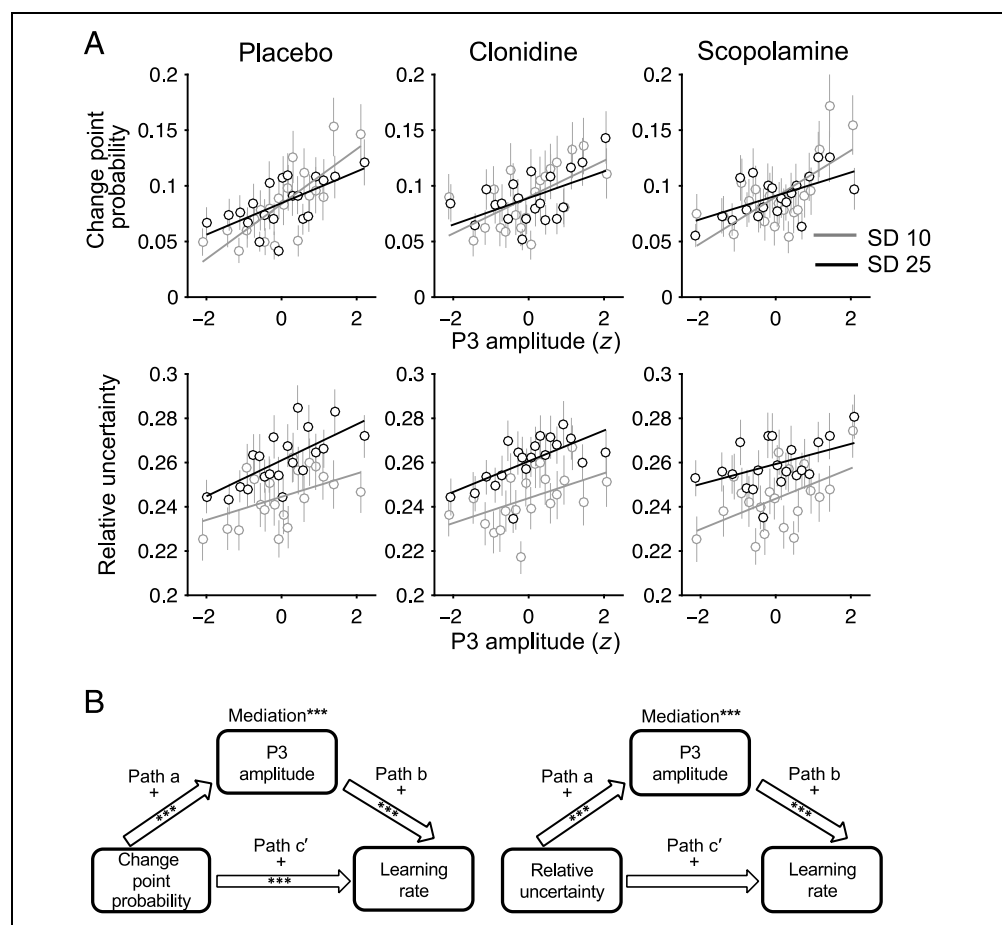 A
Placebo
Clonidine
Scopolamine
Change point
probability
0.2
0.15
0.1
0.05
0
−2
0
2
0.2
0.15
0.1
0.05
0
−2
0
2
0.2
0.15
0.1
0.05
0
−2
0
2
SD 10
SD 25
P3 amplitude (z)
Relative uncertainty
0.3
0.28
0.26
0.24
0.22
0.2
−2
0
2
0.3
0.28
0.26
0.24
0.22
0.2
−2
0
2
0.3
0.28
0.26
0.24
0.22
0.2
−2
0
2
P3 amplitude (z)
B
Mediation***
P3
amplitude
Path a
+
***
Path b
+
***
Path c′
+
***
Change
point
probability
Learning
rate
Mediation***
P3
amplitude
Path a
+
***
Path b
+
***
Path c′
+
Relative
uncertainty
Learning
rate